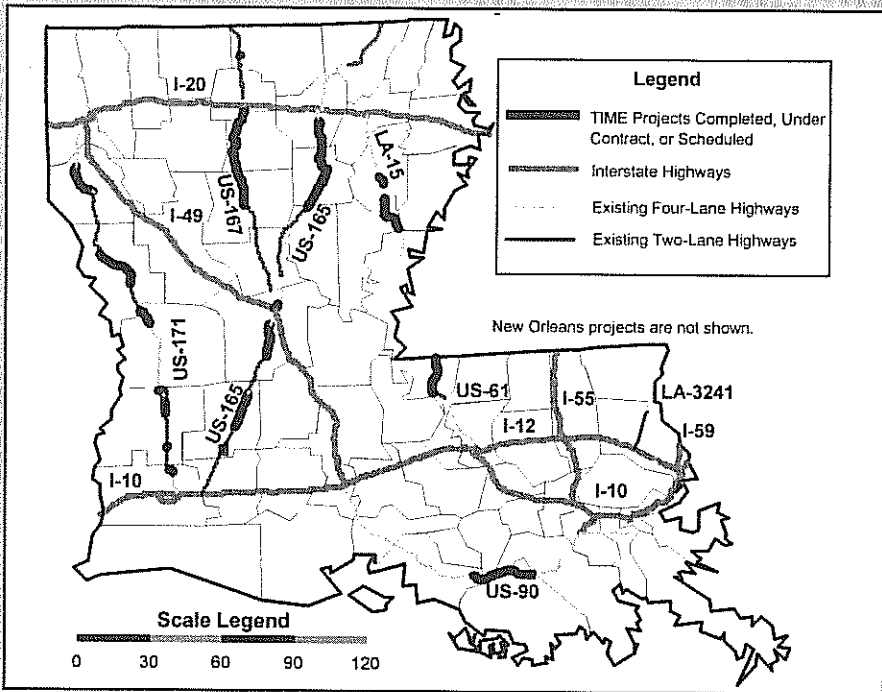 Legend
TIME Projects Completed, Under
Contract, or Scheduled
Interstate Highways
Existing Four-Lane Highways
Existing Two-Lane Highways
I-20
LA-15
US-167
US-165
I-49
New Orleans projects are not shown.
US-171
US-165
US-61
I-55
LA-3241
I-59
I-12
I-10
I-10
US-90
Scale Legend
0 30 60 90 120